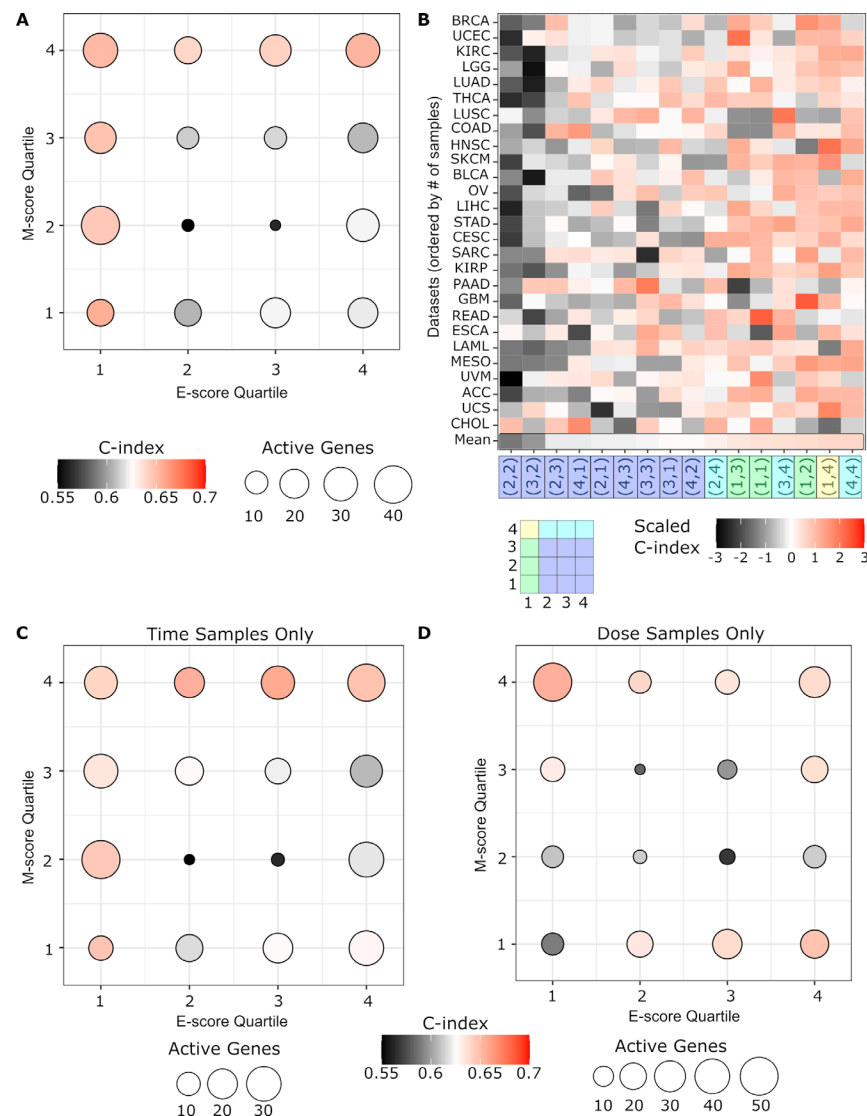 A
M-score Quartile
4
3
2
1
1 2 3 4
E-score Quartile
C-index
0.55 0.6 0.65 0.7
Active Genes
10 20 30 40
B
Datasets (ordered by # of samples)
BRCA
UCEC
KIRC
LGG
LUAD
THCA
LUSC
COAD
HNSC
SKCM
BLCA
OV
LIHC
STAD
CESC
SARC
KIRP
PAAD
GBM
READ
ESCA
LAML
MESO
UVM
ACC
UCS
CHOL
Mean
(2,2) (3,2) (2,3) (4,1) (2,1) (4,3) (3,3) (3,1) (4,2) (2,4) (1,3) (1,1) (3,4) (1,2) (1,4) (4,4)
4
3
2
1
1 2 3 4
Scaled
C-index
-3 -2 -1 0 1 2 3
C
Time Samples Only
M-score Quartile
4
3
2
1
1 2 3 4
E-score Quartile
Active Genes
10 20 30
D
Dose Samples Only
M-score Quartile
4
3
2
1
1 2 3 4
E-score Quartile
C-index
0.55 0.6 0.65 0.7
Active Genes
10 20 30 40 50